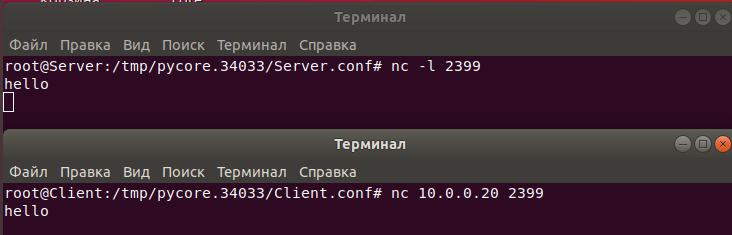 Терминал
Файл Правка Вид Поиск Терминал Справка
root@Server:/tmp/pycore.34033/Server.conf# nc -l 2399
hello
Терминал
Файл Правка Вид Поиск Терминал Справка
root@Client:/tmp/pycore.34033/Client.conf# nc 10.0.0.20 2399
hello